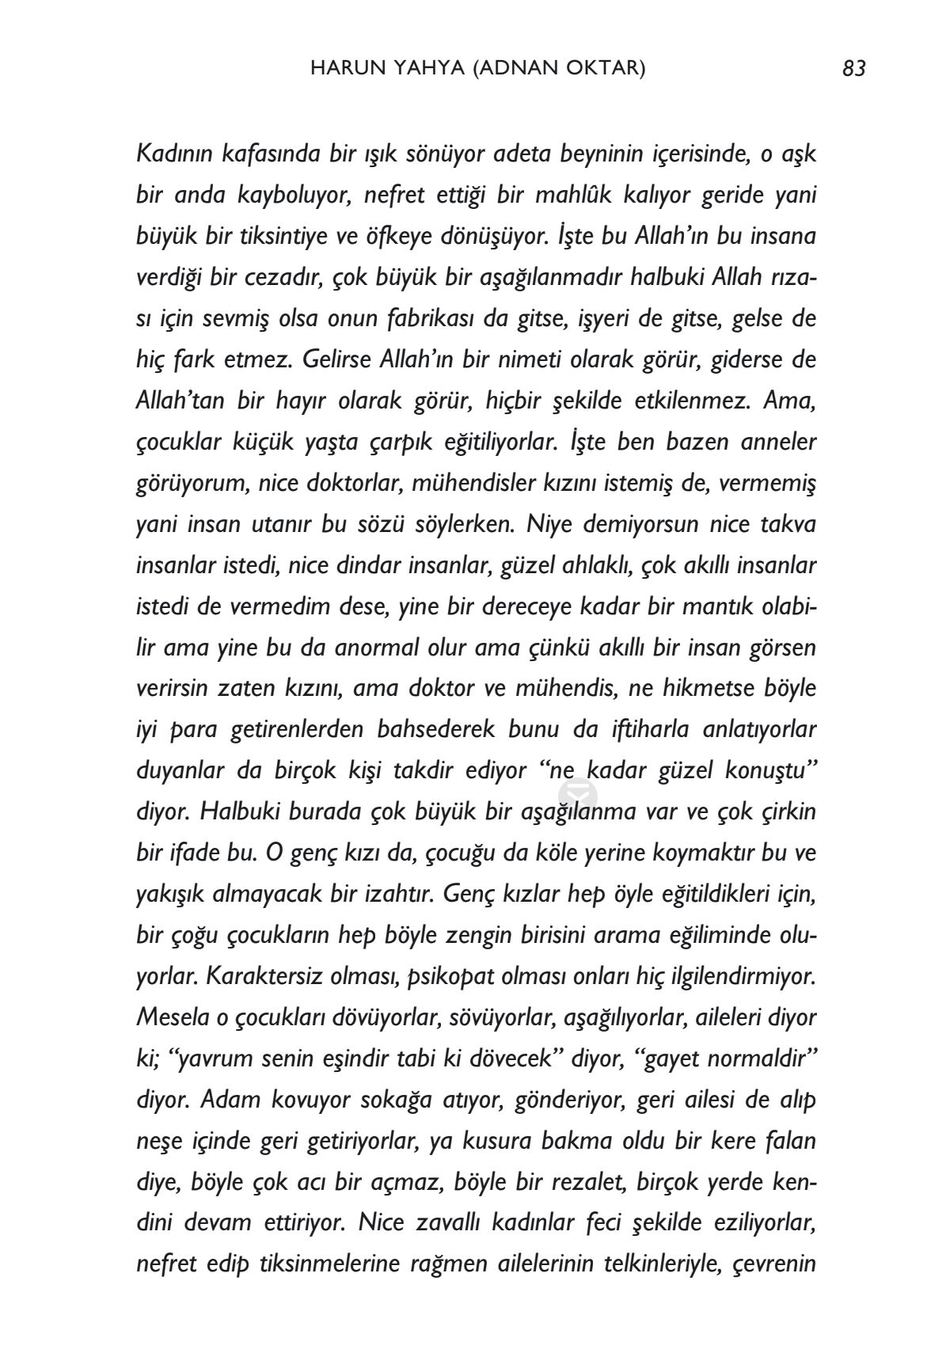 HARUN YAHYA (ADNAN OKTAR) 83
Kadının kafasında bir ışık sönüyor adeta beyninin içerisinde, o aşk
bir anda kayboluyor, nefret ettiği bir mahlûk kalıyor geride yani
büyük bir tiksintiye ve öfkeye dönüşüyor. İşte bu Allah’ın bu insana
verdiği bir cezadır, çok büyük bir aşağılanmadır halbuki Allah rıza-
sı için sevmiş olsa onun fabrikası da gitse, işyeri de gitse, gelse de
hiç fark etmez. Gelirse Allah’ın bir nimeti olarak görür, giderse de
Allah’tan bir hayır olarak görür, hiçbir şekilde etkilenmez. Ama,
çocuklar küçük yaşta çarpık eğitiliyorlar. İşte ben bazen anneler
görüyorum, nice doktorlar, mühendisler kızını istemiş de, vermemiş
yani insan utanır bu sözü söylerken. Niye demiyorsun nice takva
insanlar istedi, nice dindar insanlar, güzel ahlaklı, çok akıllı insanlar
istedi de vermedim dese, yine bir dereceye kadar bir mantık olabi-
lir ama yine bu da anormal olur ama çünkü akıllı bir insan görsen
verirsin zaten kızını, ama doktor ve mühendis, ne hikmetse böyle
iyi para getirenlerden bahsederek bunu da iftiharla anlatıyorlar
duyanlar da birçok kişi takdir ediyor “ne kadar güzel konuştu”
diyor. Halbuki burada çok büyük bir aşağılanma var ve çok çirkin
bir ifade bu. O genç kızı da, çocuğu da köle yerine koymaktır bu ve
yakışık almayacak bir izahtır. Genç kızlar hep öyle eğitildikleri için,
bir çoğu çocukların hep böyle zengin birisini arama eğiliminde olu-
yorlar. Karaktersiz olması, psikopat olması onları hiç ilgilendirmiyor.
Mesela o çocukları dövüyorlar, sövüyorlar, aşağılıyorlar, aileleri diyor
ki; “yavrum senin eşindir tabi ki dövecek” diyor, “gayet normaldir”
diyor. Adam kovuyor sokağa atıyor, gönderiyor, geri ailesi de alıp
neşe içinde geri getiriyorlar, ya kusura bakma oldu bir kere falan
diye, böyle çok acı bir açmaz, böyle bir rezalet, birçok yerde ken-
dini devam ettiriyor. Nice zavallı kadınlar feci şekilde eziliyorlar,
nefret edip tiksinmelerine rağmen ailelerinin telkinleriyle, çevrenin